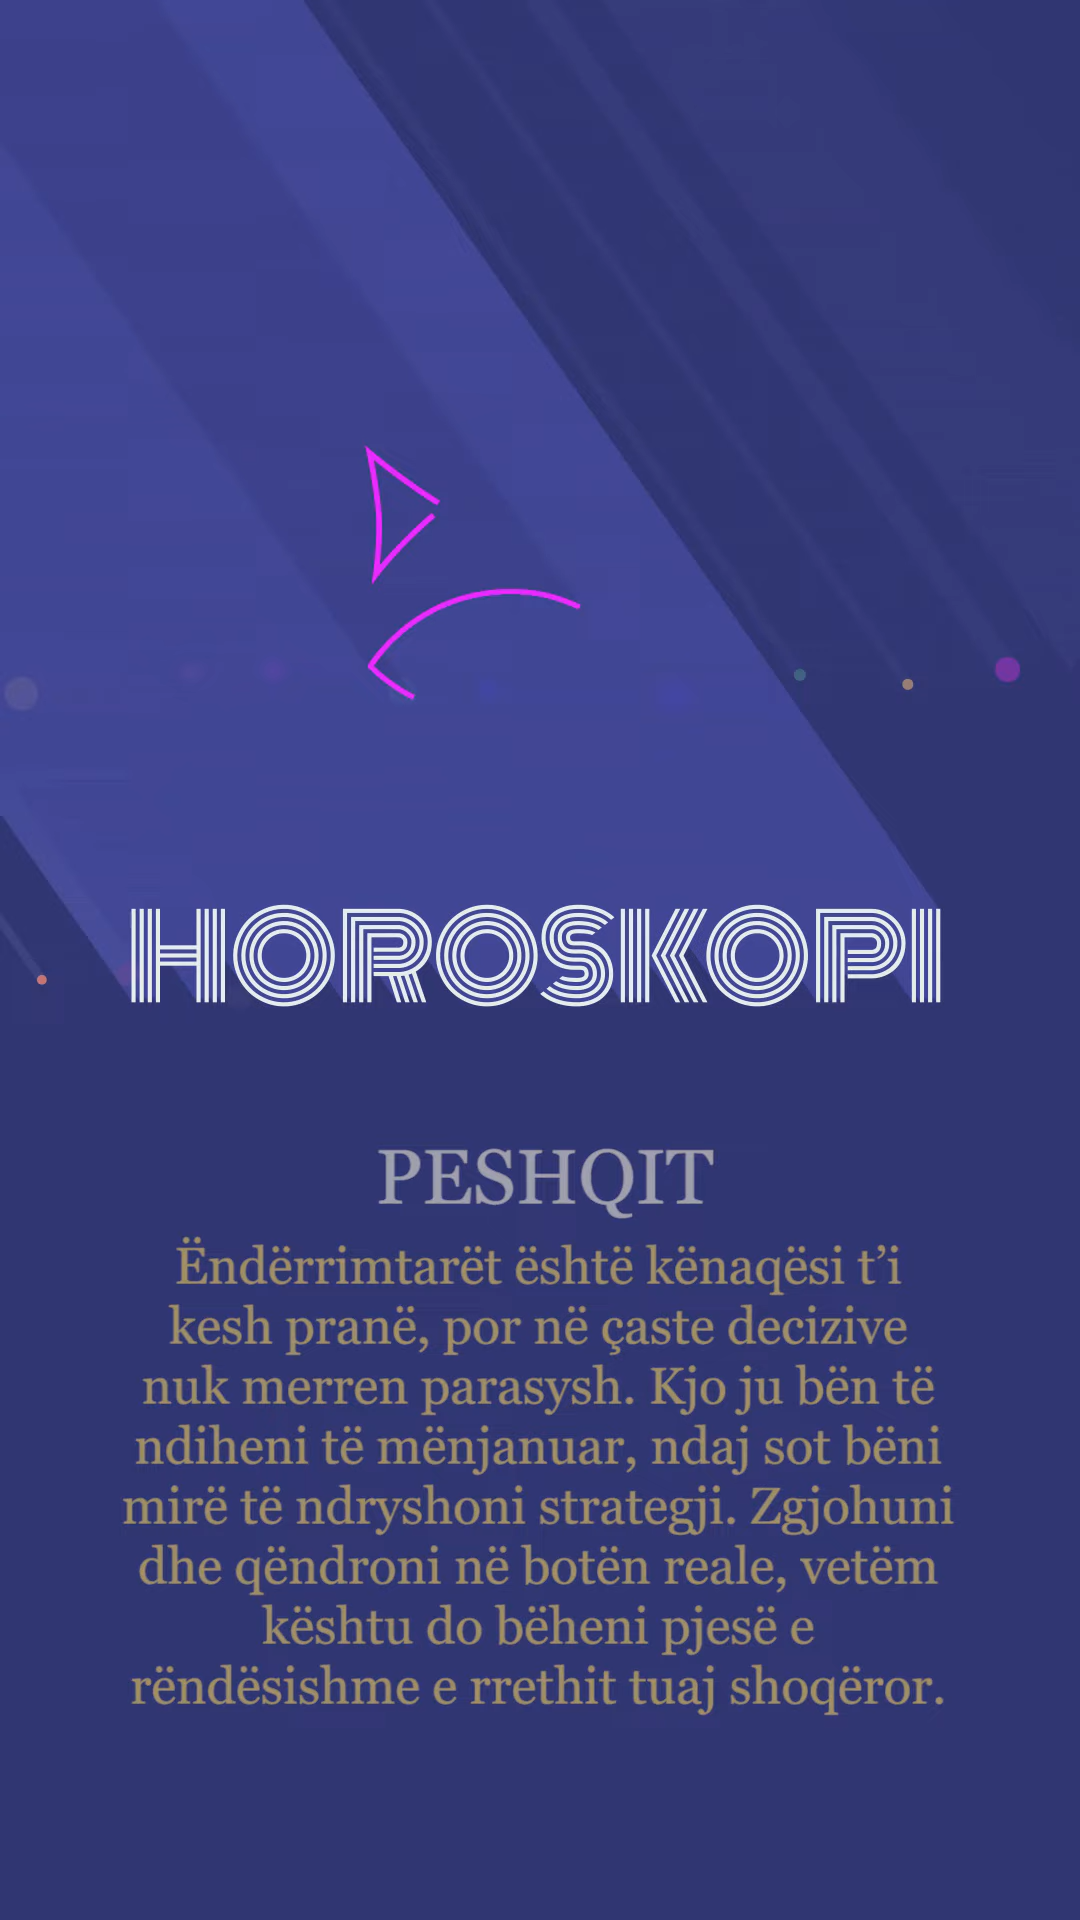 HOROSKOPI
PESHQIT
Ëndërrimtarët është kënaqësi t’i
kesh pranë, por në çaste decizive
nuk merren parasysh. Kjo ju bën të
ndiheni të mënjanuar, ndaj sot bëni
mirë të ndryshoni strategji. Zgjohuni
dhe qëndroni në botën reale, vetëm
kështu do bëheni pjesë e
rëndësishme e rrethit tuaj shoqëror.